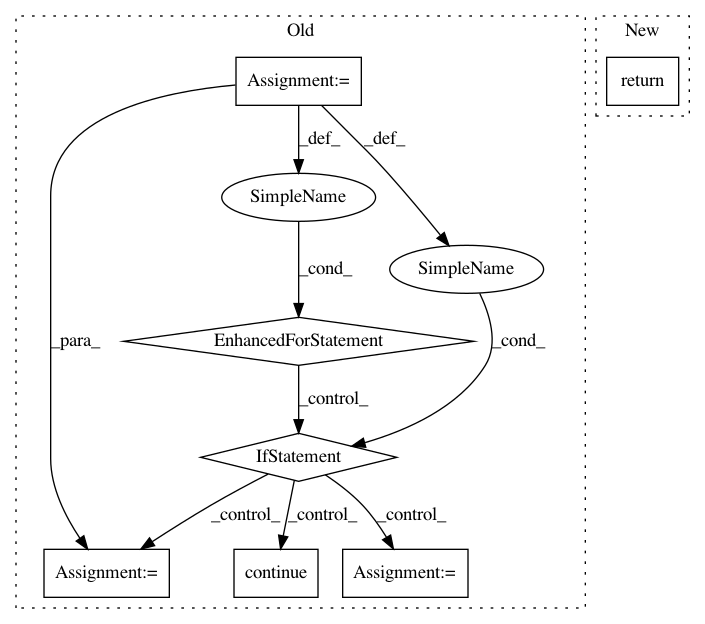 Old
New
Assignment:=
return
_def_
_def_
SimpleName
SimpleName
_cond_
_para_
EnhancedForStatement
_cond_
_control_
IfStatement
_control_
_control_
_control_
Assignment:=
continue
Assignment:=